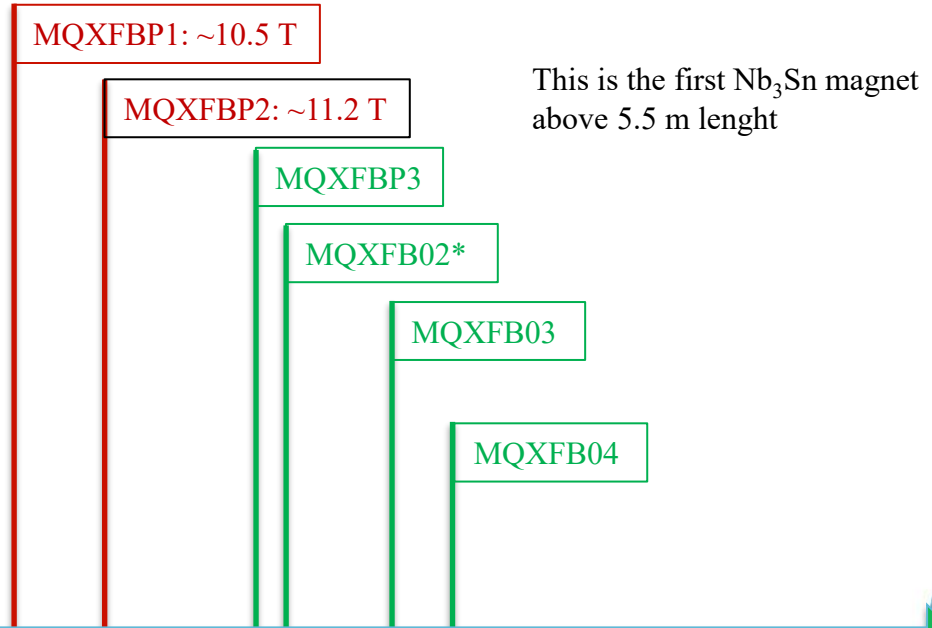 MQXFBP1: ~10.5 T
MQXFBP2: ~11.2 T
This is the first Nb₃Sn magnet
above 5.5 m lenght
MQXFBP3
MQXFB02*
MQXFB03
MQXFB04